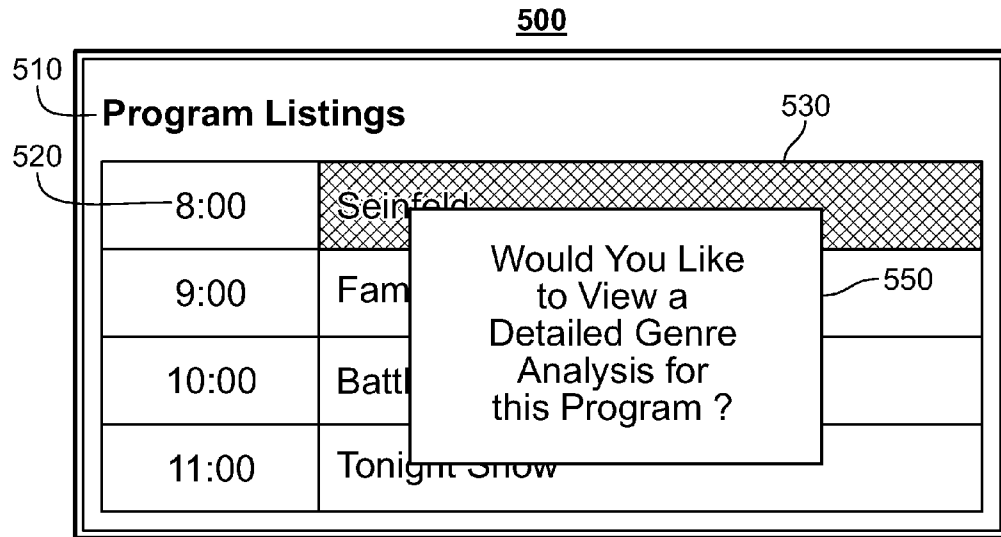 500
510
Program Listings
530
520
8:00 Seinfeld
Would You Like
to View a
Detailed Genre
Analysis for
this Program ?
550
9:00 Fam
10:00 Batt
11:00 Tonight Show